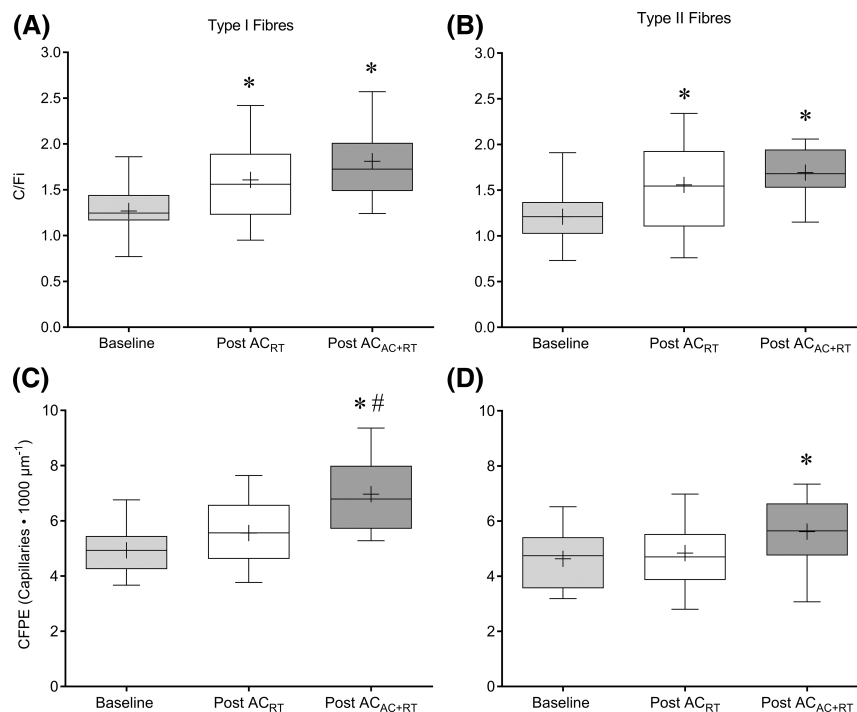 (A)
Type I Fibres
C/Fi
3.0
2.5
2.0
1.5
1.0
0.5
0.0
*
*
Baseline
Post ACRT
Post ACAC+RT
(B)
Type II Fibres
3.0
2.5
2.0
1.5
1.0
0.5
0.0
*
*
Baseline
Post ACRT
Post ACAC+RT
(C)
CFPE (Capillaries • 1000 µm⁻¹)
10
8
6
4
2
0
* #
Baseline
Post ACRT
Post ACAC+RT
(D)
10
8
6
4
2
0
*
Baseline
Post ACRT
Post ACAC+RT